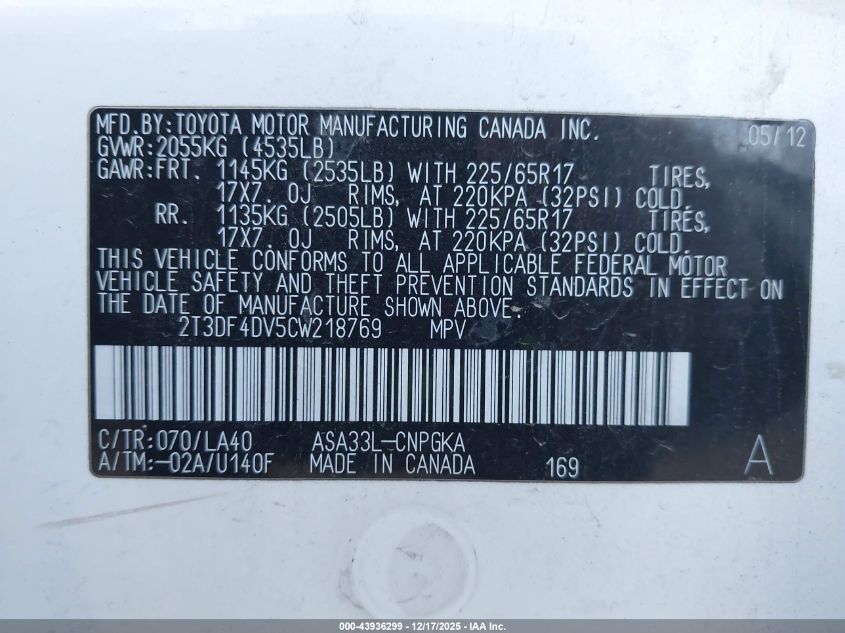 MFD.BY:TOYOTA MOTOR MANUFACTURING CANADA INC. 05/12
GVWR:2055KG (4535LB)
GAWR:FRT. 1145KG (2535LB) WITH 225/65R17 TIRES,
17X7. 0J RIMS, AT 220KPA (32PSI) COLD.
RR. 1135KG (2505LB) WITH 225/65R17 TIRES,
17X7. 0J RIMS, AT 220KPA (32PSI) COLD.
THIS VEHICLE CONFORMS TO ALL APPLICABLE FEDERAL MOTOR
VEHICLE SAFETY AND THEFT PREVENTION STANDARDS IN EFFECT ON
THE DATE OF MANUFACTURE SHOWN ABOVE.
2T3DF4DV5CW218769 MPV
C/TR:070/LA40 ASA33L-CNPGKA
A/TM:-02A/U140F MADE IN CANADA 169 A
000-43936299 - 12/17/2025 - IAA Inc.